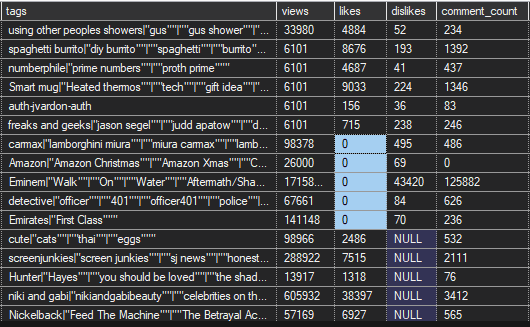 tags views likes dislikes comment_count
using other peoples showers|"gus""|""gus shower""|"... 33980 4884 52 234
spaghetti burrito|"diy burrito""|""spaghetti""|""burrito"... 6101 8676 193 1392
numberphile|"prime numbers""|""proth prime""" 6101 4687 41 437
Smart mug|"Heated thermos""|""tech""|""gift idea""|"... 6101 9033 224 1346
auth-jvardon-auth 6101 156 36 83
freaks and geeks|"jason segel""|""judd apatow""|""d... 6101 715 238 246
carmax|"lamborghini miura""|""miura carmax""|""lamb... 98378 0 495 486
Amazon|"Amazon Christmas""|""Amazon Xmas""|""C... 26000 0 69 0
Eminem|"Walk""|""On""|""Water""|""Aftermath/Sha... 17158... 0 43420 125882
detective|"officer""|""401""|""officer401""|""police""|... 67661 0 84 626
Emirates|"First Class""" 141148 0 70 236
cute|"cats""|""thai""|""eggs""" 98966 2486 NULL 532
screenjunkies|"screen junkies""|""sj news""|""honest... 288922 7515 NULL 2111
Hunter|"Hayes""|""you should be loved""|""the shad... 13917 1318 NULL 76
niki and gabi|"nikiandgabibeauty""|""celebrities on th... 605932 38397 NULL 3412
Nickelback|"Feed The Machine""|""The Betrayal Ac... 57169 6927 NULL 565